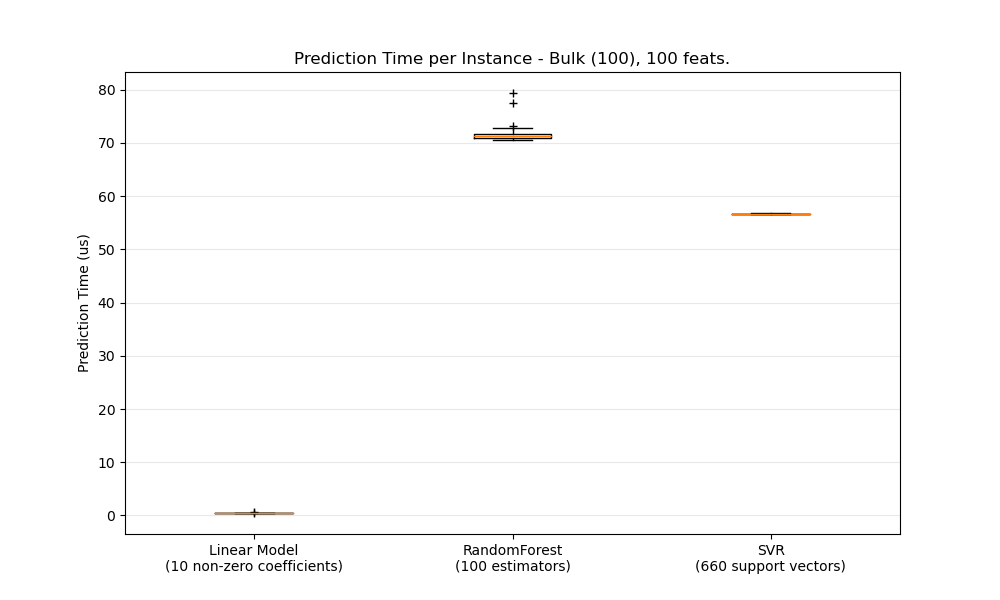 Prediction Time per Instance - Bulk (100), 100 feats.
80
70
60
50
40
30
20
10
0
Prediction Time (us)
Linear Model
(10 non-zero coefficients)
RandomForest
(100 estimators)
SVR
(660 support vectors)